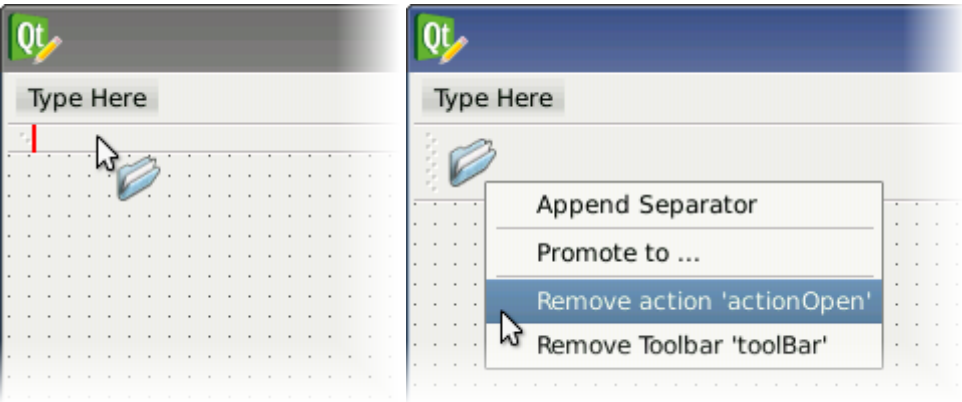 Qt
Type Here
Qt
Type Here
Append Separator
Promote to ...
Remove action 'actionOpen'
Remove Toolbar 'toolBar'